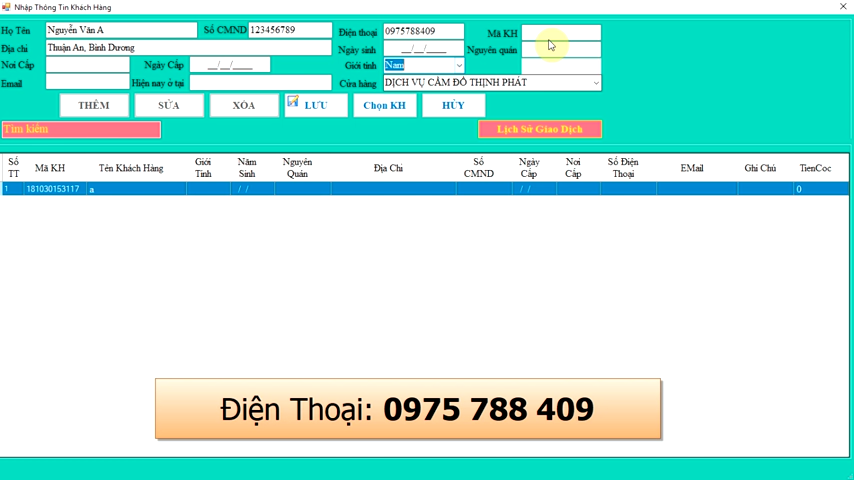 Nhập Thông Tin Khách Hàng
Họ Tên Nguyễn Văn A Số CMND 123456789 Điện thoại 0975788409 Mã KH
Địa chỉ Thuận An, Bình Dương Ngày sinh __/__/____ Nguyên quán
Nơi Cấp Ngày Cấp __/__/____ Giới tính Nam
Email Hiện nay ở tại Cửa hàng DỊCH VỤ CẦM ĐỒ THỊNH PHÁT
THÊM SỬA XÓA LƯU Chọn KH HỦY
Tìm kiếm Lịch Sử Giao Dịch
Số TT Mã KH Tên Khách Hàng Giới Tính Năm Sinh Nguyên Quán Địa Chỉ Số CMND Ngày Cấp Nơi Cấp Số Điện Thoại EMail Ghi Chú TienCoc
1 181030153117 a / / / / 0
Điện Thoại: 0975 788 409